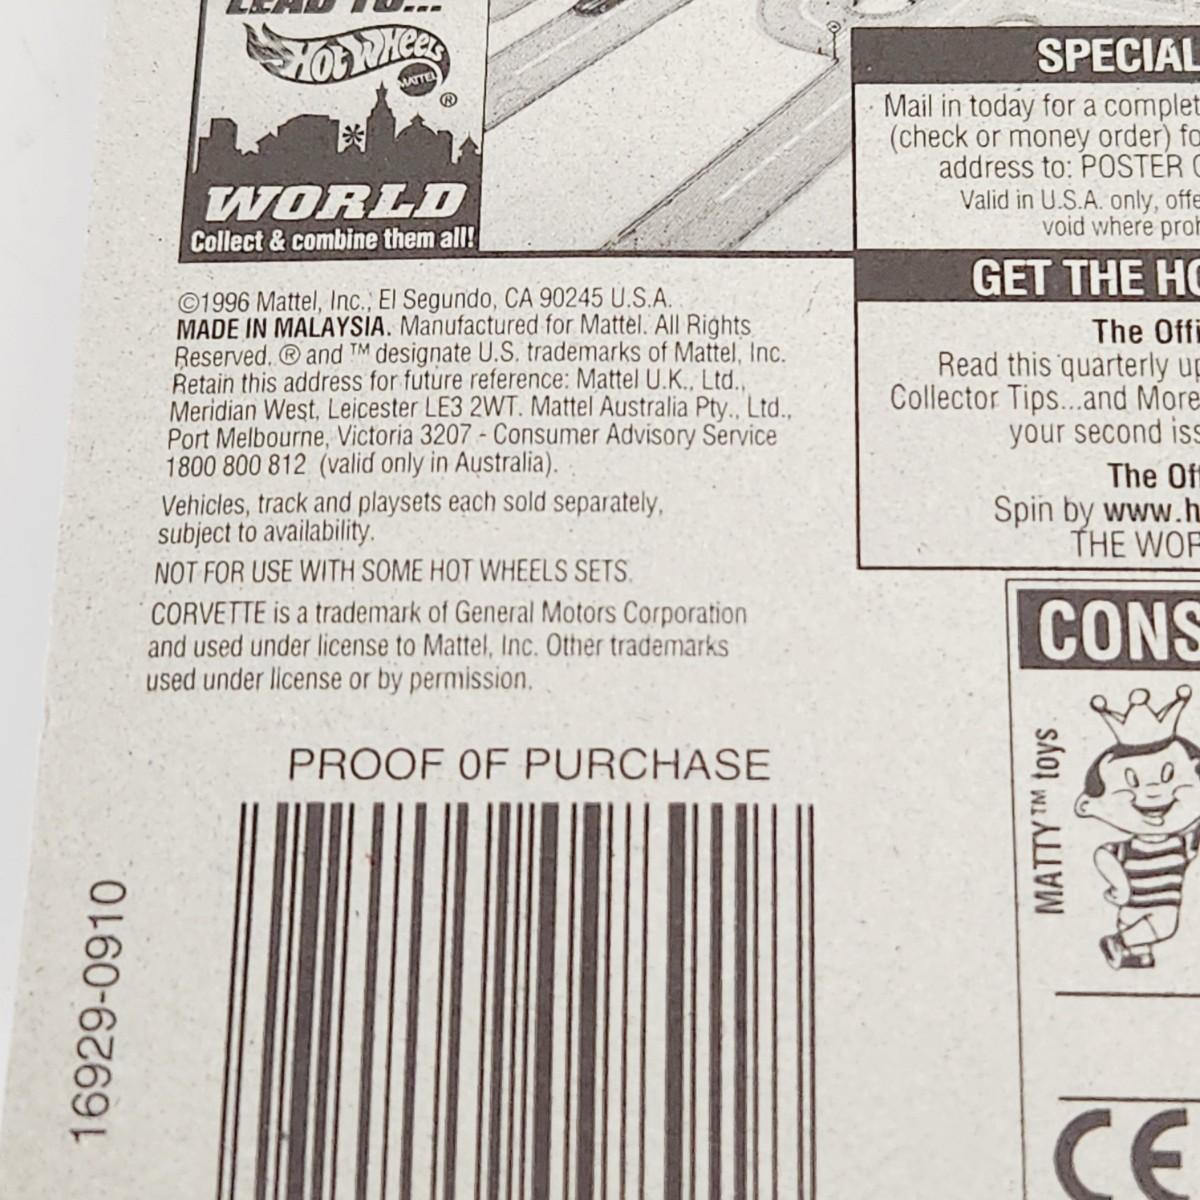 LEAD TO...
HOT WHEELS
MATTEL
®
WORLD
Collect & combine them all!
©1996 Mattel, Inc., El Segundo, CA 90245 U.S.A.
MADE IN MALAYSIA. Manufactured for Mattel. All Rights
Reserved. ® and ™ designate U.S. trademarks of Mattel, Inc.
Retain this address for future reference: Mattel U.K., Ltd.,
Meridian West, Leicester LE3 2WT. Mattel Australia Pty., Ltd.,
Port Melbourne, Victoria 3207 - Consumer Advisory Service
1800 800 812 (valid only in Australia).
Vehicles, track and playsets each sold separately,
subject to availability.
NOT FOR USE WITH SOME HOT WHEELS SETS.
CORVETTE is a trademark of General Motors Corporation
and used under license to Mattel, Inc. Other trademarks
used under license or by permission.
PROOF OF PURCHASE
16929-0910
SPECIAL
Mail in today for a complet
(check or money order) fo
address to: POSTER
Valid in U.S.A. only, offe
void where proh
GET THE HO
The Offi
Read this quarterly up
Collector Tips...and More
your second iss
The Off
Spin by www.h
THE WOR
CONS
MATTY™ toys
CE